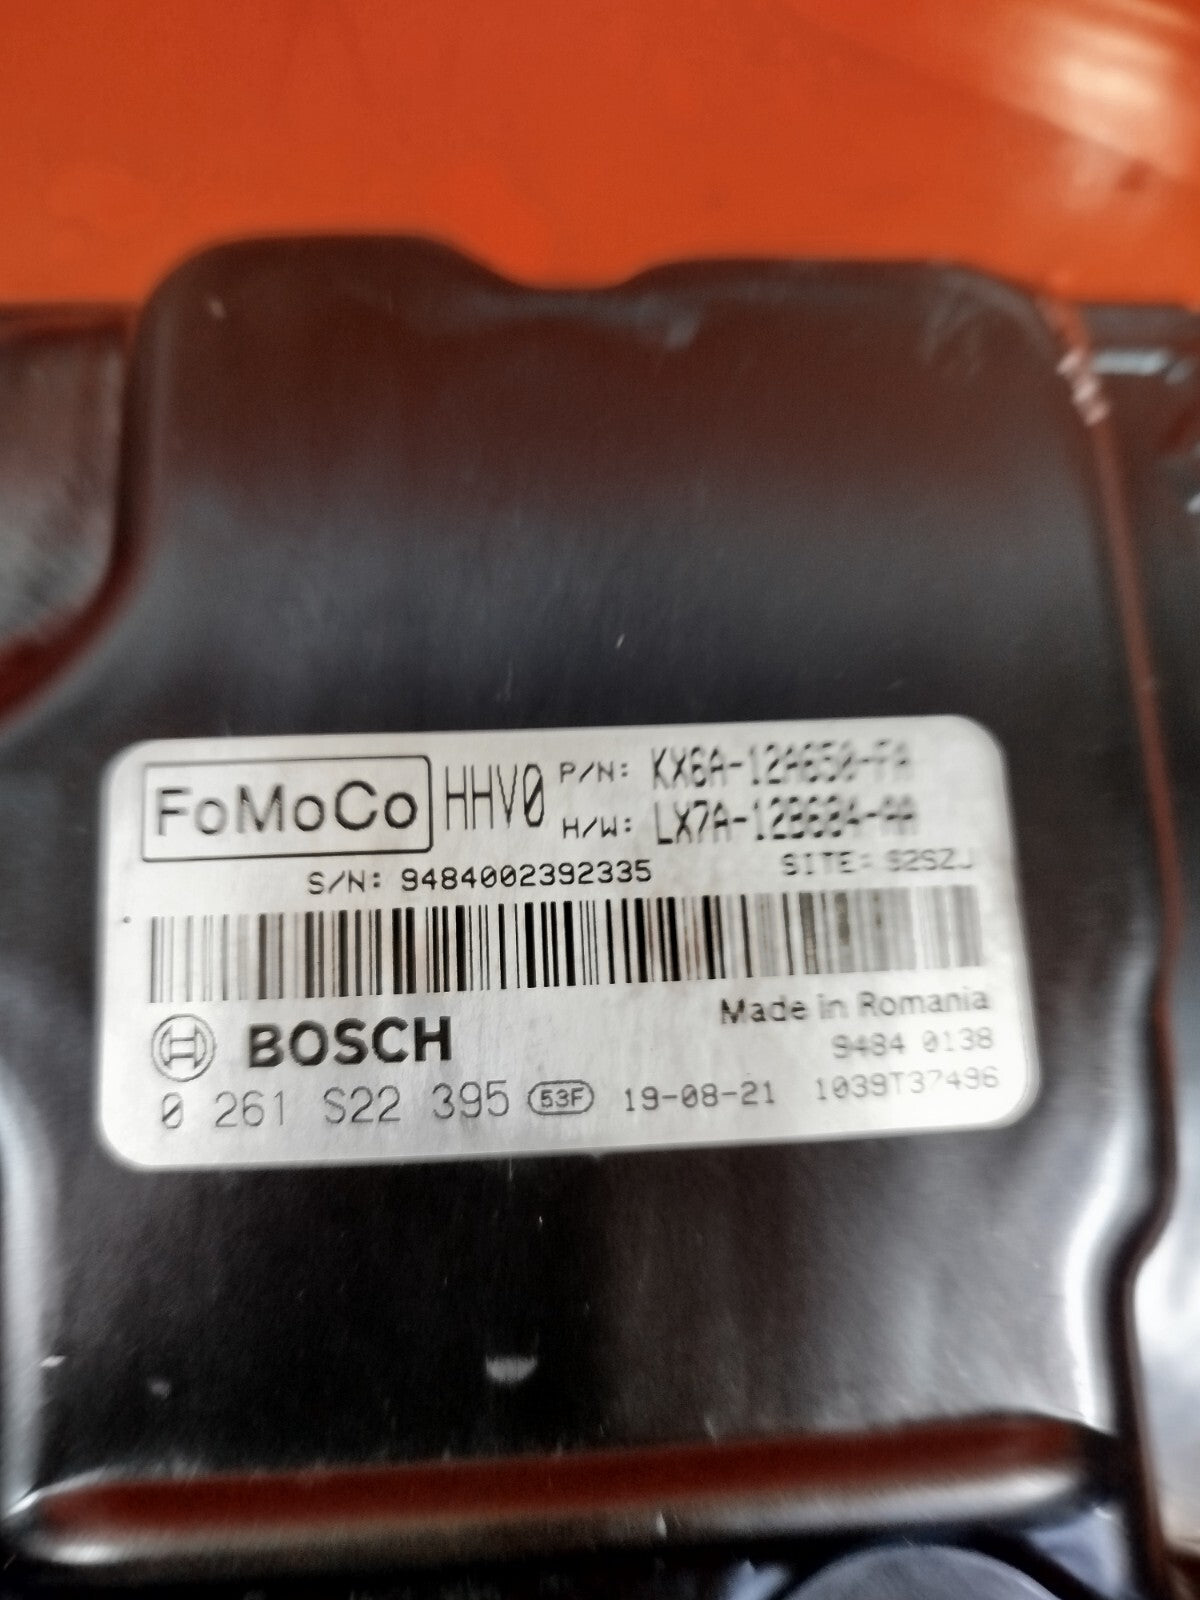 FoMoCo HHV0 P/N: KX6A-12A650-FA
H/W: LX7A-12B684-AA
S/N: 9484002392335 SITE: S2SZJ
Made in Romania
BOSCH 9484 0138
0 261 S22 395 53F 19-08-21 1039T37496